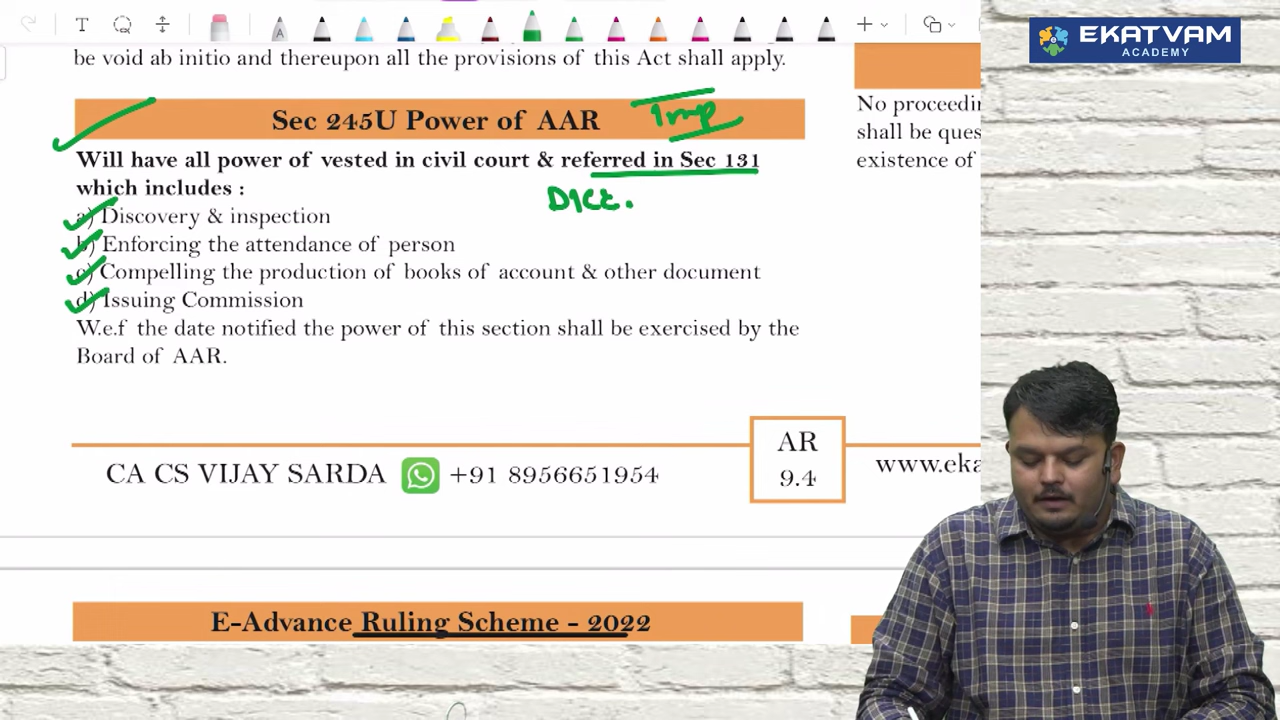 T
A
EKATVAM
ACADEMY
be void ab initio and thereupon all the provisions of this Act shall apply.
Sec 245U Power of AAR
Imp
Will have all power of vested in civil court & referred in Sec 131
which includes :
DICE.
a) Discovery & inspection
b) Enforcing the attendance of person
c) Compelling the production of books of account & other document
d) Issuing Commission
W.e.f the date notified the power of this section shall be exercised by the
Board of AAR.
No proceedin
shall be ques
existence of
AR
9.4
CA CS VIJAY SARDA +91 8956651954
www.eka
E-Advance Ruling Scheme - 2022